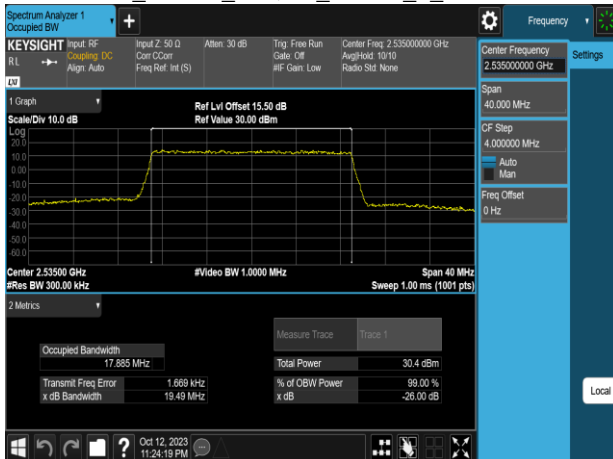 Spectrum Analyzer 1
Occupied BW
Frequency
KEYSIGHT
RL
Input: RF
Coupling: DC
Align: Auto
Input Z: 50 Ω
Corr CCorr
Freq Ref: Int (S)
Atten: 30 dB
Trig: Free Run
Gate: Off
#IF Gain: Low
Center Freq: 2.535000000 GHz
Avg|Hold: 10/10
Radio Std: None
LXI
Center Frequency
2.535000000 GHz
Settings
Span
40.000 MHz
CF Step
4.000000 MHz
Auto
Man
Freq Offset
0 Hz
Local
1 Graph
Scale/Div 10.0 dB
Ref Lvl Offset 15.50 dB
Ref Value 30.00 dBm
Log
20.0
10.0
0.00
-10.0
-20.0
-30.0
-40.0
-50.0
-60.0
Center 2.53500 GHz
#Res BW 300.00 kHz
#Video BW 1.0000 MHz
Span 40 MHz
Sweep 1.00 ms (1001 pts)
2 Metrics
Measure Trace Trace 1
Occupied Bandwidth
17.885 MHz
Total Power 30.4 dBm
Transmit Freq Error 1.669 kHz
% of OBW Power 99.00 %
x dB Bandwidth 19.49 MHz
x dB -26.00 dB
Oct 12, 2023
11:24:19 PM